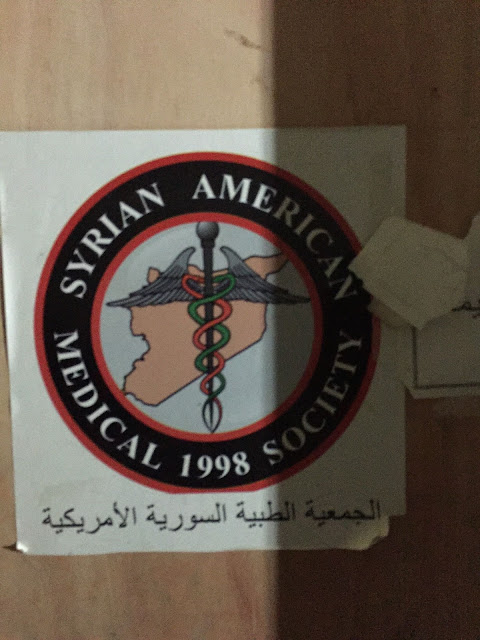 SYRIAN AMERICAN
MEDICAL 1998 SOCIETY
الجمعية الطبية السورية الأمريكية